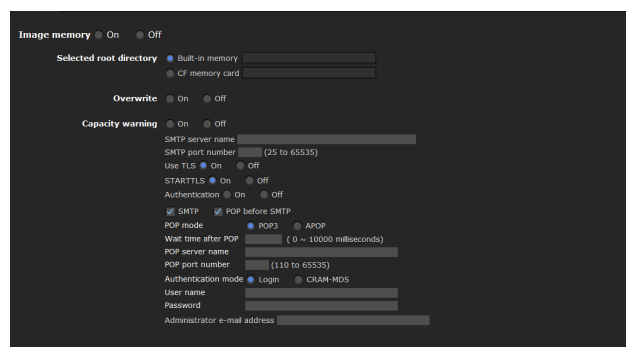 Image memory On Off
Selected root directory Built-in memory
CF memory card
Overwrite On Off
Capacity warning On Off
SMTP server name
SMTP port number (25 to 65535)
Use TLS On Off
STARTTLS On Off
Authentication On Off
SMTP POP before SMTP
POP mode POP3 APOP
Wait time after POP ( 0 ~ 10000 milliseconds)
POP server name
POP port number (110 to 65535)
Authentication mode Login CRAM-MD5
User name
Password
Administrator e-mail address